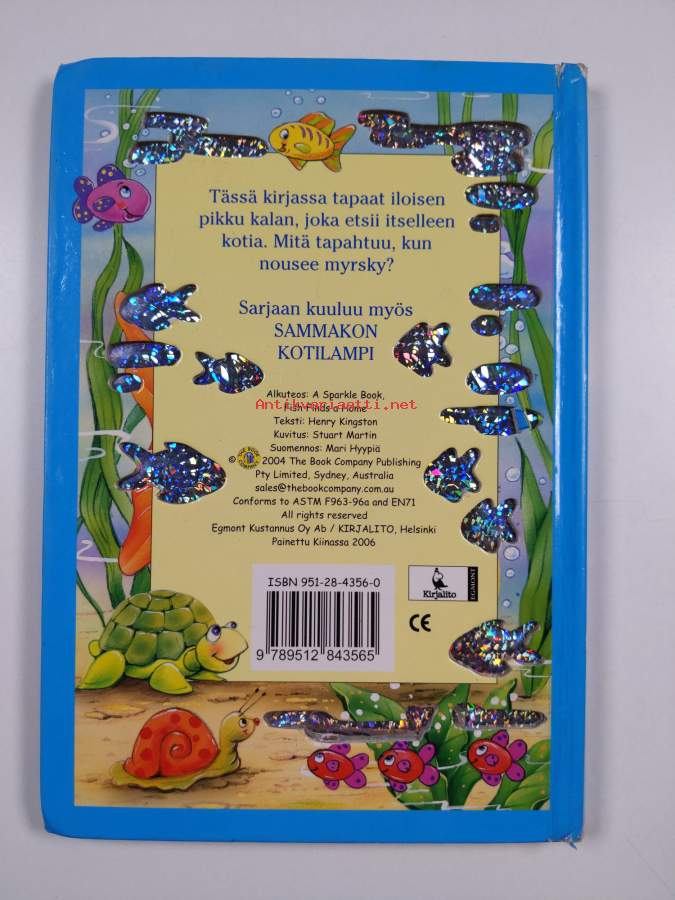 Tässä kirjassa tapaat iloisen
pikku kalan, joka etsii itselleen
kotia. Mitä tapahtuu, kun
nousee myrsky?
Sarjaan kuuluu myös
SAMMAKON
KOTILAMPI
Alkuteos: A Sparkle Book,
Fish Finds a Home
Antikvariaatti.net
Teksti: Henry Kingston
Kuvitus: Stuart Martin
Suomennos: Mari Hyypiä
© THE BOOK COMPANY 2004 The Book Company Publishing
Pty Limited, Sydney, Australia
sales@thebookcompany.com.au
Conforms to ASTM F963-96a and EN71
All rights reserved
Egmont Kustannus Oy Ab / KIRJALITO, Helsinki
Painettu Kiinassa 2006
ISBN 951-28-4356-0
9 789512 843565
Kirjalito
EGMONT
CE